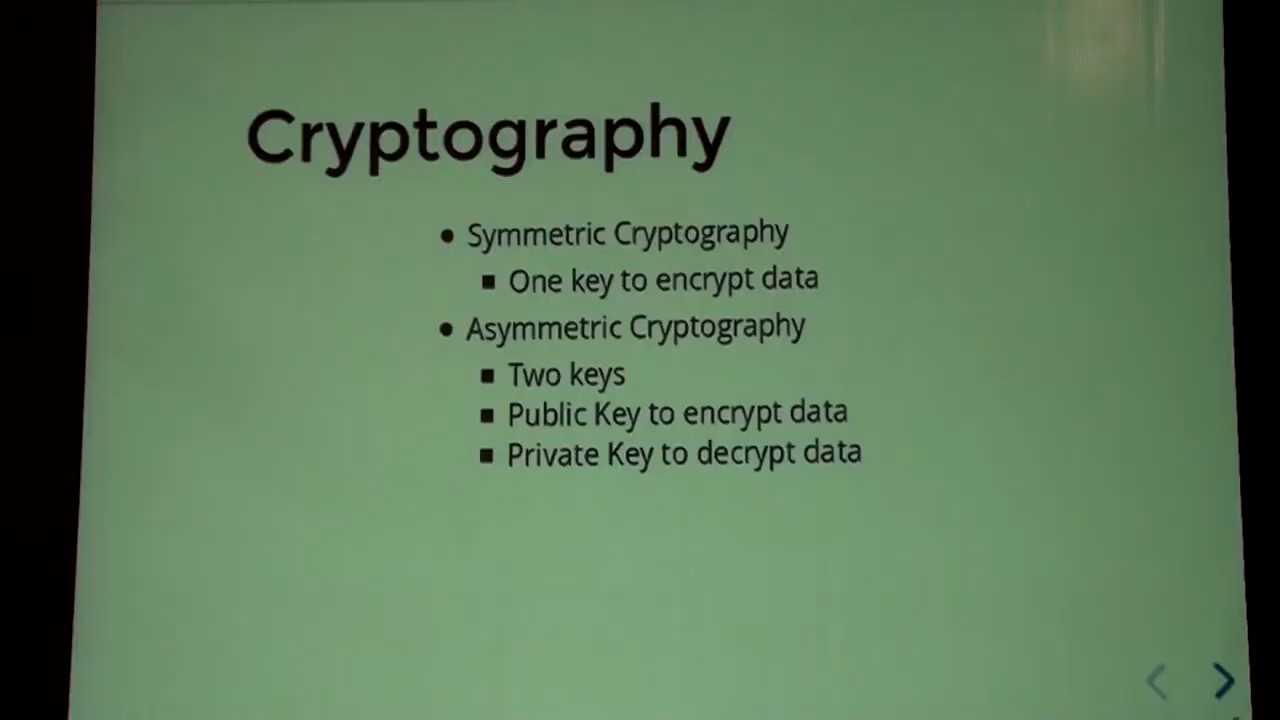 Cryptography
• Symmetric Cryptography
▪ One key to encrypt data
• Asymmetric Cryptography
▪ Two keys
▪ Public Key to encrypt data
▪ Private Key to decrypt data